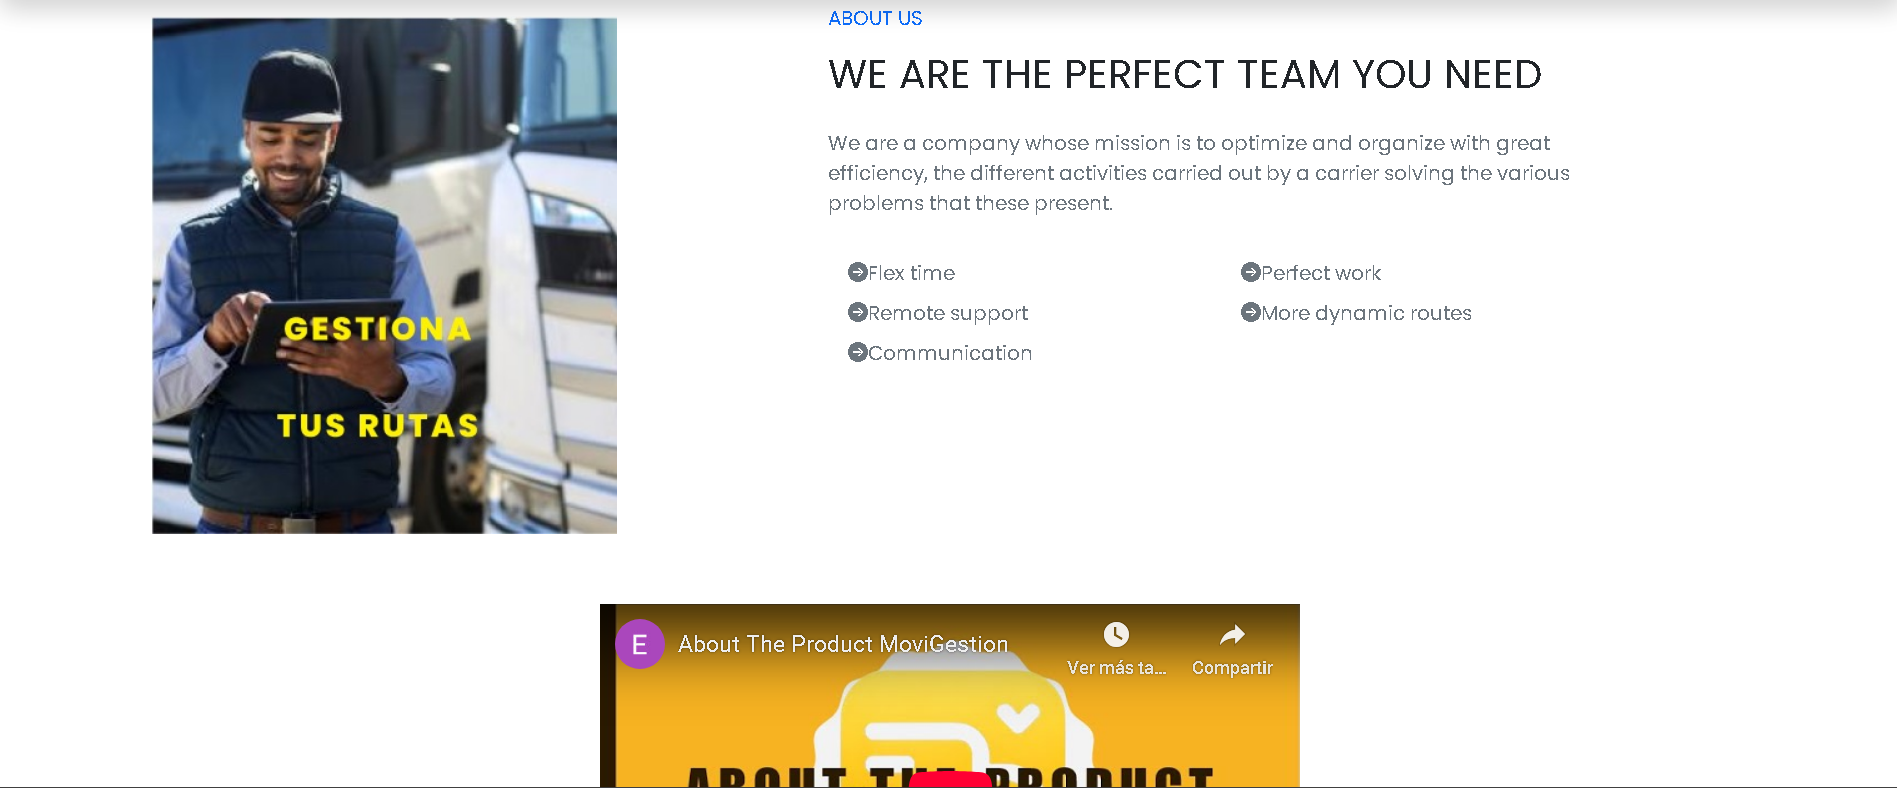 ABOUT US
WE ARE THE PERFECT TEAM YOU NEED
We are a company whose mission is to optimize and organize with great
efficiency, the different activities carried out by a carrier solving the various
problems that these present.
Flex time
Remote support
Communication
Perfect work
More dynamic routes
GESTIONA
TUS RUTAS
E
About The Product MoviGestion
Ver más ta...
Compartir
ABOUT THE PRODUCT